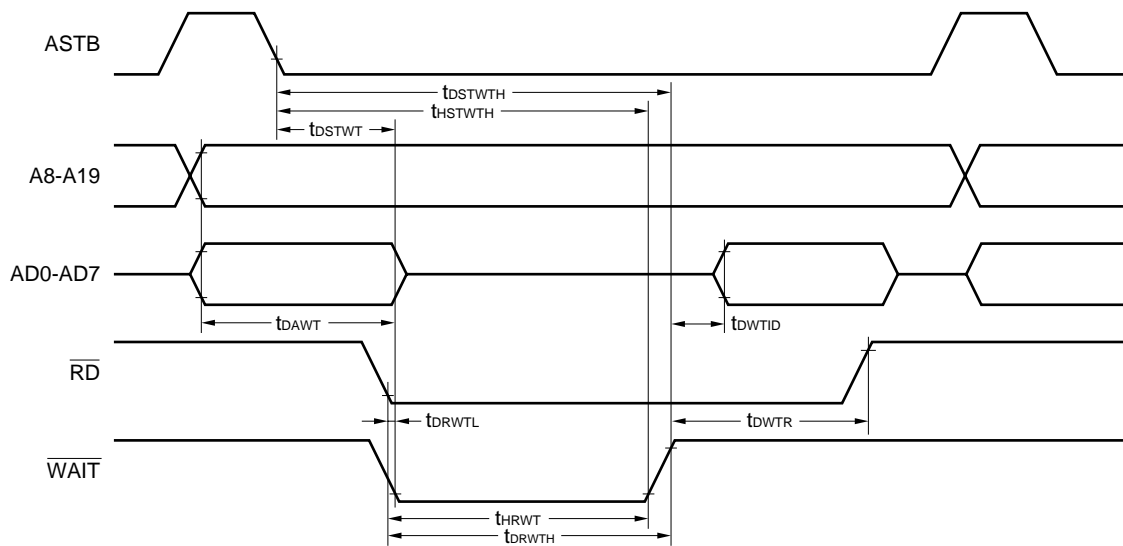 ASTB
tDSTWTH
tHSTWTH
tDSTWT
A8-A19
AD0-AD7
tDAWT
tDWTID
RD
tDRWTL
tDWTR
WAIT
tHRWT
tDRWTH